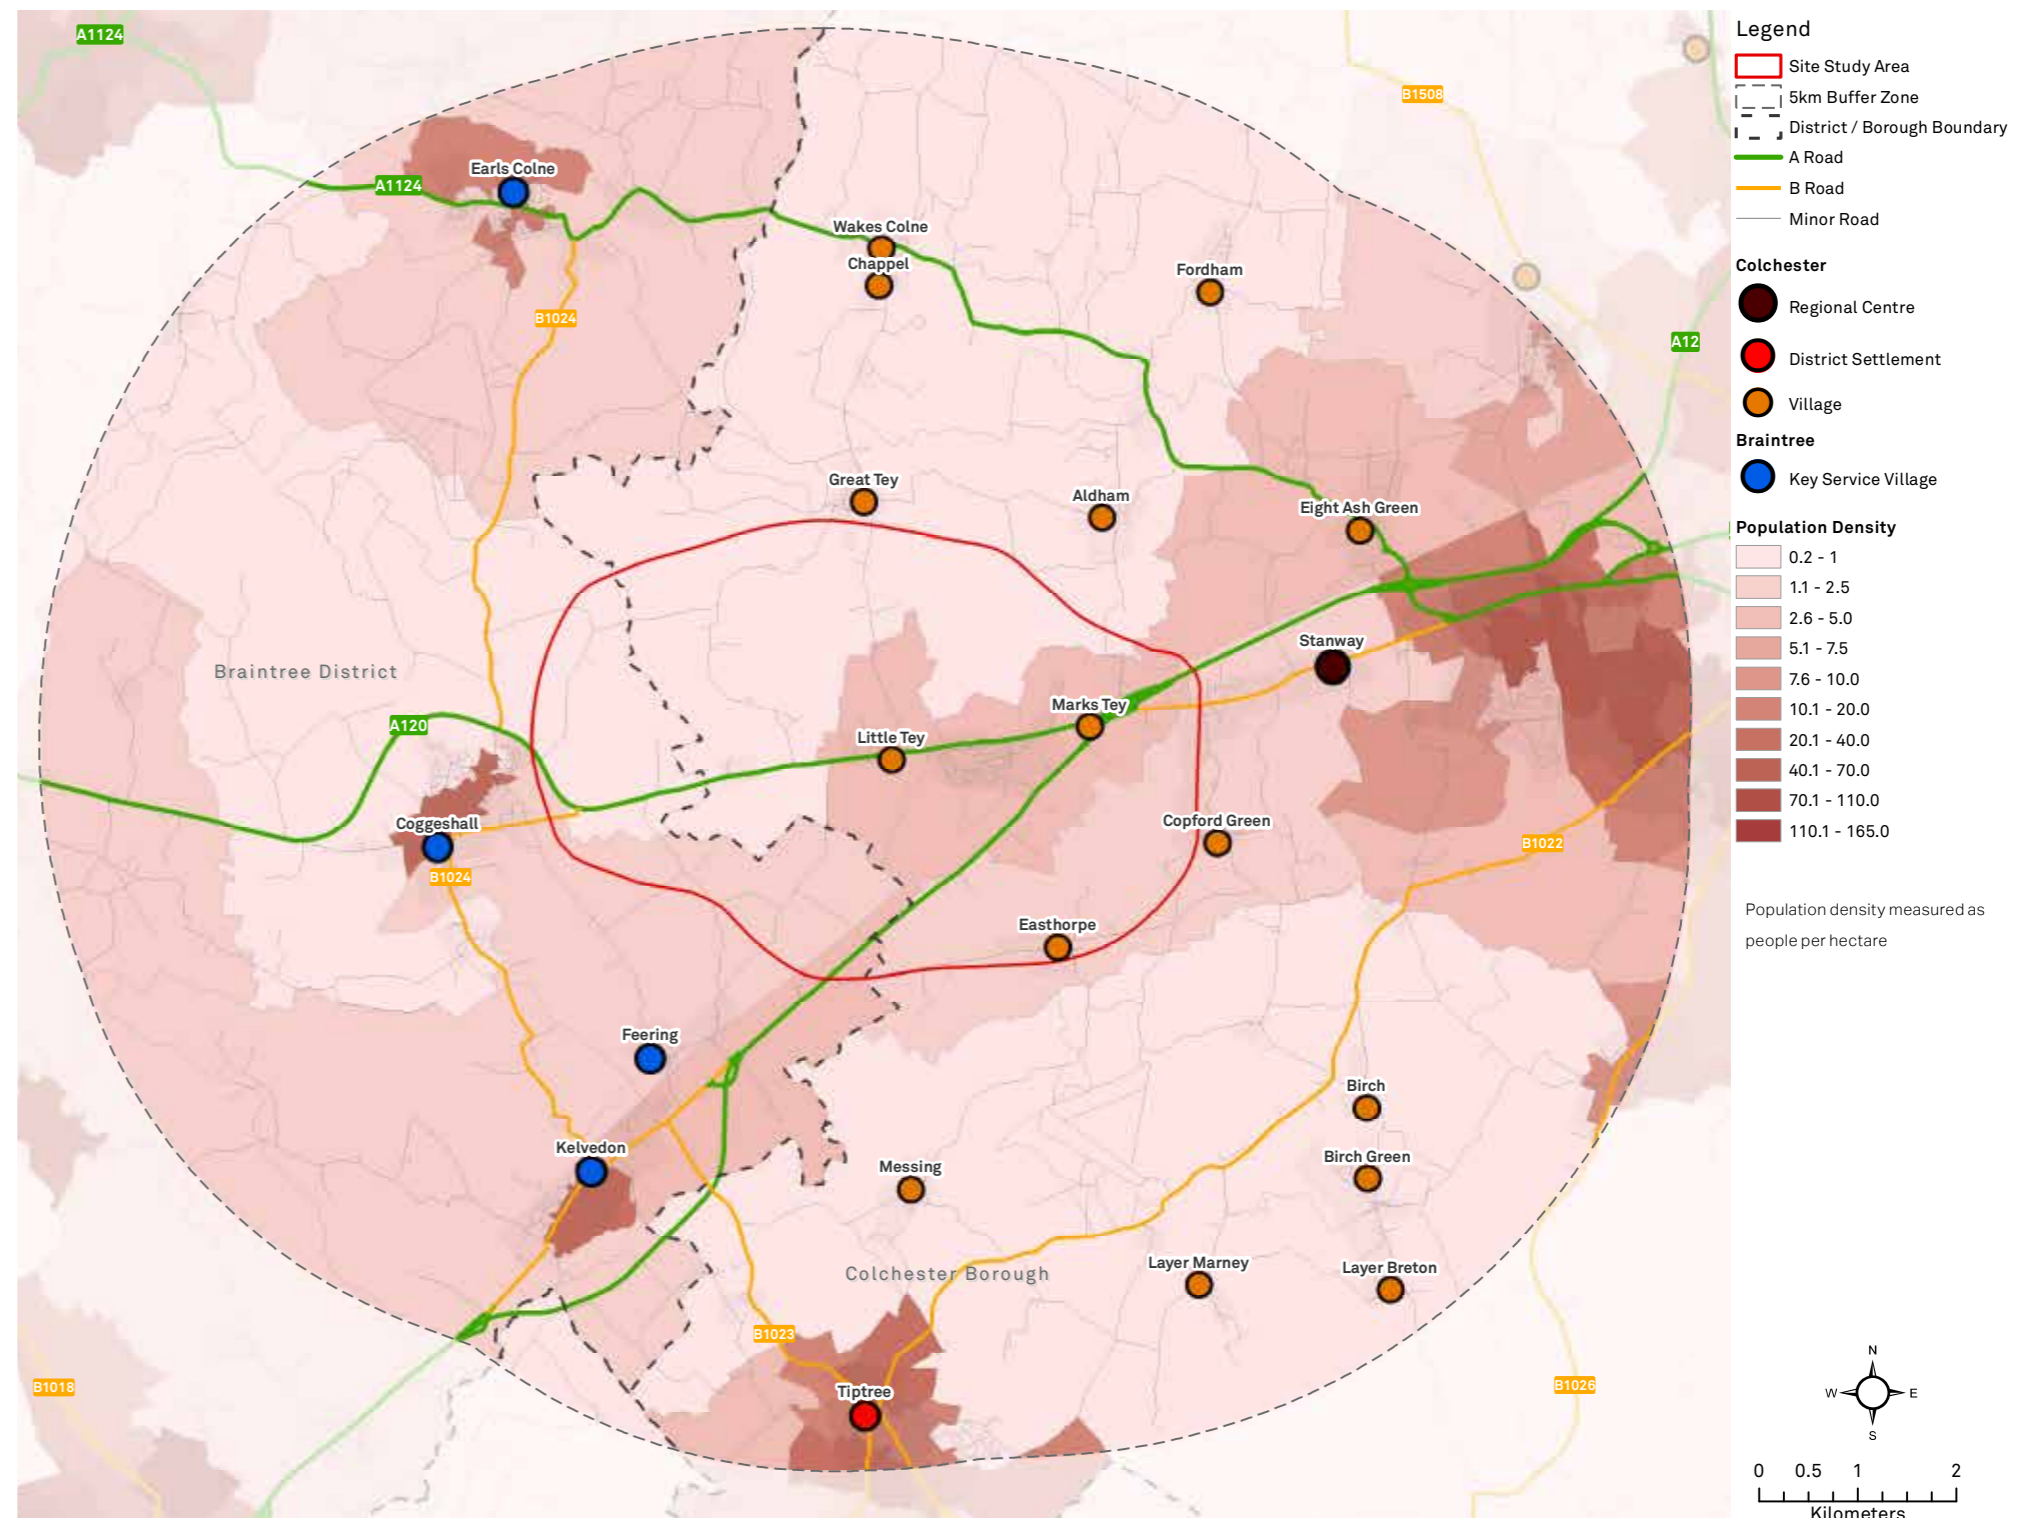 A1124
B1508
Earls Colne
A1124
Wakes Colne
Chappel
Fordham
B1024
A12
Great Tey
Aldham
Eight Ash Green
Stanway
Braintree District
Marks Tey
A120
Little Tey
Coggeshall
Copford Green
B1022
B1024
Easthorpe
Feering
Birch
Kelvedon
Birch Green
Messing
Layer Marney
Layer Breton
Colchester Borough
B1023
Tiptree
B1018
B1026
Legend
Site Study Area
5km Buffer Zone
District / Borough Boundary
A Road
B Road
Minor Road
Colchester
Regional Centre
District Settlement
Village
Braintree
Key Service Village
Population Density
0.2 - 1
1.1 - 2.5
2.6 - 5.0
5.1 - 7.5
7.6 - 10.0
10.1 - 20.0
20.1 - 40.0
40.1 - 70.0
70.1 - 110.0
110.1 - 165.0
Population density measured as
people per hectare
N
W E
S
0 0.5 1 2
Kilometers